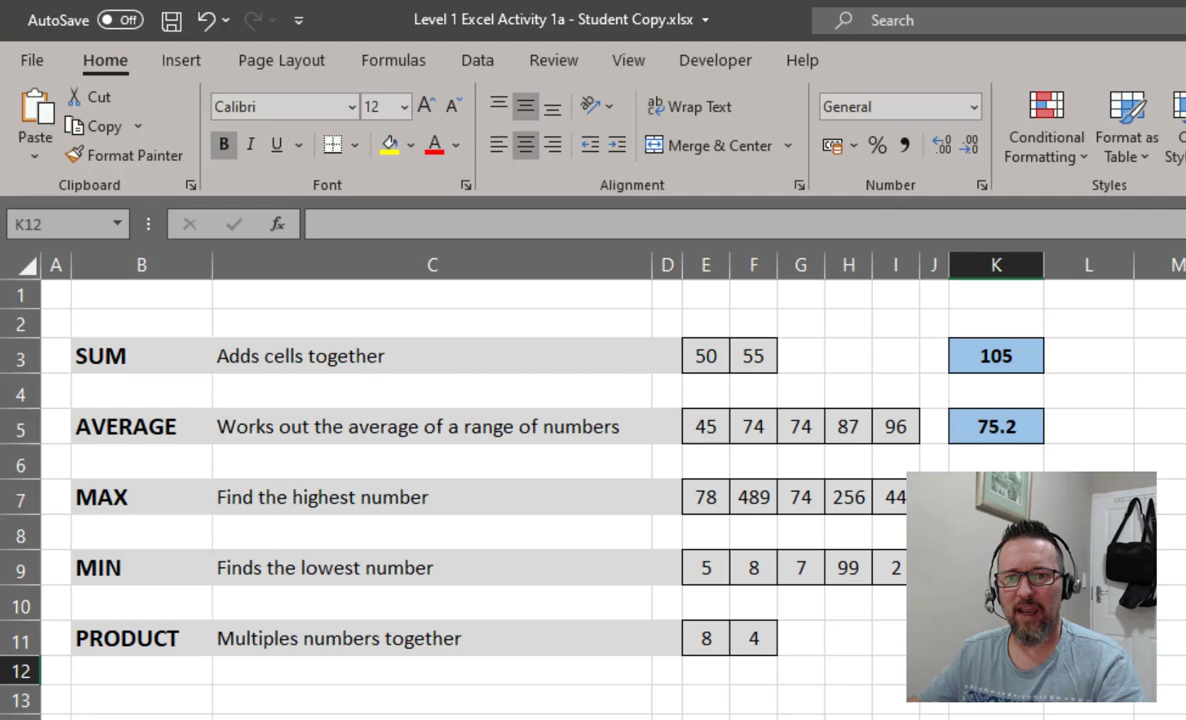 AutoSave Off Level 1 Excel Activity 1a - Student Copy.xlsx Search
File Home Insert Page Layout Formulas Data Review View Developer Help
Paste Cut Copy Format Painter
Clipboard
Calibri 12
B I U A
Font
Wrap Text
Merge & Center
Alignment
General
% , .00 .00
Number
Conditional Formatting Format as Table
Styles
K12 fx
A B C D E F G H I J K L M
1
2
3 SUM Adds cells together 50 55 105
4
5 AVERAGE Works out the average of a range of numbers 45 74 74 87 96 75.2
6
7 MAX Find the highest number 78 489 74 256 44
8
9 MIN Finds the lowest number 5 8 7 99 2
10
11 PRODUCT Multiples numbers together 8 4
12
13